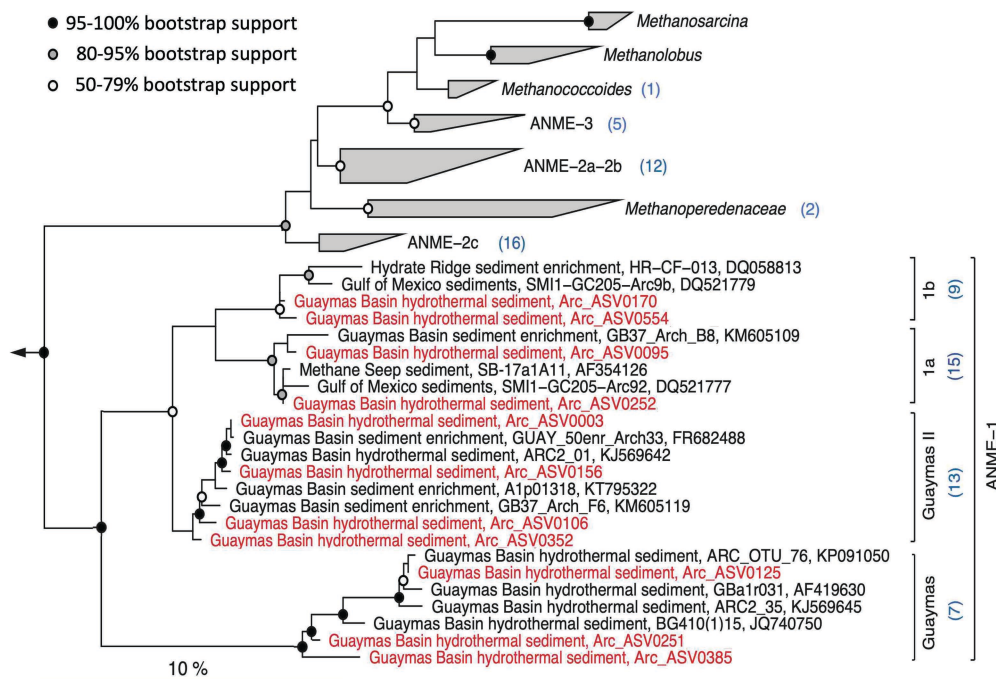 95-100% bootstrap support
80-95% bootstrap support
50-79% bootstrap support
Methanosarcina
Methanolobus
Methanococcoides (1)
ANME-3 (5)
ANME-2a-2b (12)
Methanoperedenaceae (2)
ANME-2c (16)
Hydrate Ridge sediment enrichment, HR-CF-013, DQ058813
Gulf of Mexico sediments, SMI1-GC205-Arc9b, DQ521779
Guaymas Basin hydrothermal sediment, Arc_ASV0170
Guaymas Basin hydrothermal sediment, Arc_ASV0554
1b
(9)
Guaymas Basin sediment enrichment, GB37_Arch_B8, KM605109
Guaymas Basin hydrothermal sediment, Arc_ASV0095
Methane Seep sediment, SB-17a1A11, AF354126
Gulf of Mexico sediments, SMI1-GC205-Arc92, DQ521777
Guaymas Basin hydrothermal sediment, Arc_ASV0252
1a
(15)
Guaymas Basin hydrothermal sediment, Arc_ASV0003
Guaymas Basin sediment enrichment, GUAY_50enr_Arch33, FR682488
Guaymas Basin hydrothermal sediment, ARC2_01, KJ569642
Guaymas Basin hydrothermal sediment, Arc_ASV0156
Guaymas Basin sediment enrichment, A1p01318, KT795322
Guaymas Basin sediment enrichment, GB37_Arch_F6, KM605119
Guaymas Basin hydrothermal sediment, Arc_ASV0106
Guaymas Basin hydrothermal sediment, Arc_ASV0352
Guaymas II
(13)
Guaymas Basin hydrothermal sediment, ARC_OTU_76, KP091050
Guaymas Basin hydrothermal sediment, Arc_ASV0125
Guaymas Basin hydrothermal sediment, GBa1r031, AF419630
Guaymas Basin hydrothermal sediment, ARC2_35, KJ569645
Guaymas Basin hydrothermal sediment, BG410(1)15, JQ740750
Guaymas Basin hydrothermal sediment, Arc_ASV0251
Guaymas Basin hydrothermal sediment, Arc_ASV0385
Guaymas
(7)
ANME-1
10 %